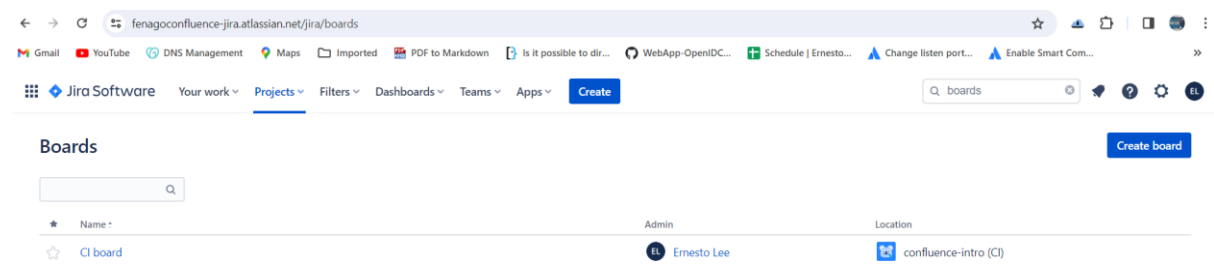 fenagoconfluence-jira.atlassian.net/jira/boards
Gmail YouTube DNS Management Maps Imported PDF to Markdown Is it possible to dir... WebApp-OpenIDC... Schedule | Ernesto... Change listen port... Enable Smart Com... »
Jira Software Your work Projects Filters Dashboards Teams Apps Create boards EL
Boards Create board
Name Admin Location
CI board EL Ernesto Lee confluence-intro (CI)